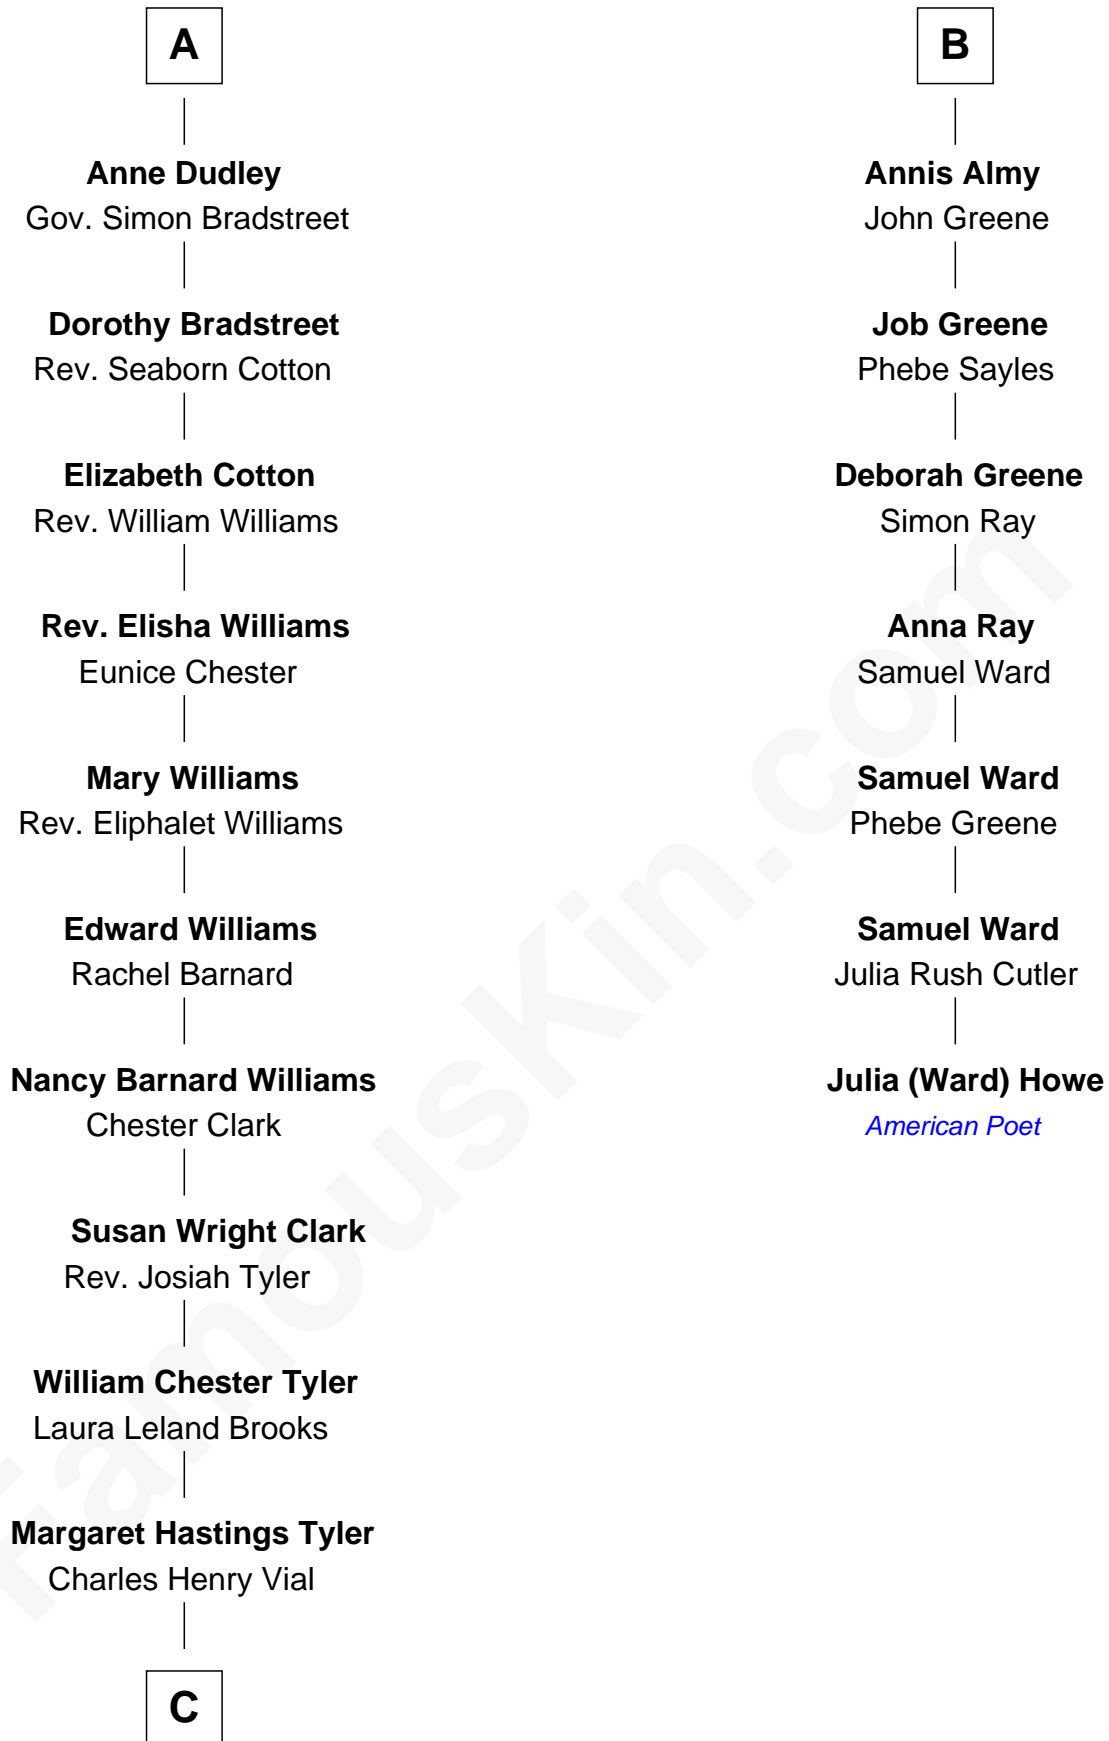 A
Anne Dudley
Gov. Simon Bradstreet
Dorothy Bradstreet
Rev. Seaborn Cotton
Elizabeth Cotton
Rev. William Williams
Rev. Elisha Williams
Eunice Chester
Mary Williams
Rev. Eliphalet Williams
Edward Williams
Rachel Barnard
Nancy Barnard Williams
Chester Clark
Susan Wright Clark
Rev. Josiah Tyler
William Chester Tyler
Laura Leland Brooks
Margaret Hastings Tyler
Charles Henry Vial
C
B
Annis Almy
John Greene
Job Greene
Phebe Sayles
Deborah Greene
Simon Ray
Anna Ray
Samuel Ward
Samuel Ward
Phebe Greene
Samuel Ward
Julia Rush Cutler
Julia (Ward) Howe
American Poet
FamousKin.com